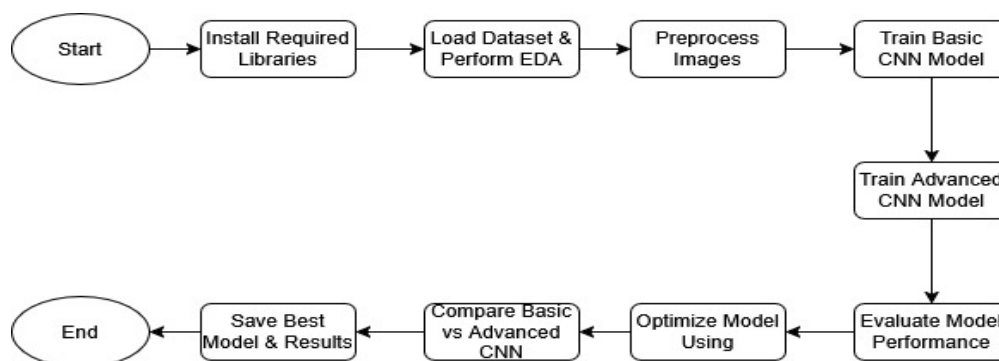 Start
Install Required
Libraries
Load Dataset &
Perform EDA
Preprocess
Images
Train Basic
CNN Model
Train Advanced
CNN Model
Evaluate Model
Performance
Optimize Model
Using
Compare Basic
vs Advanced
CNN
Save Best
Model & Results
End